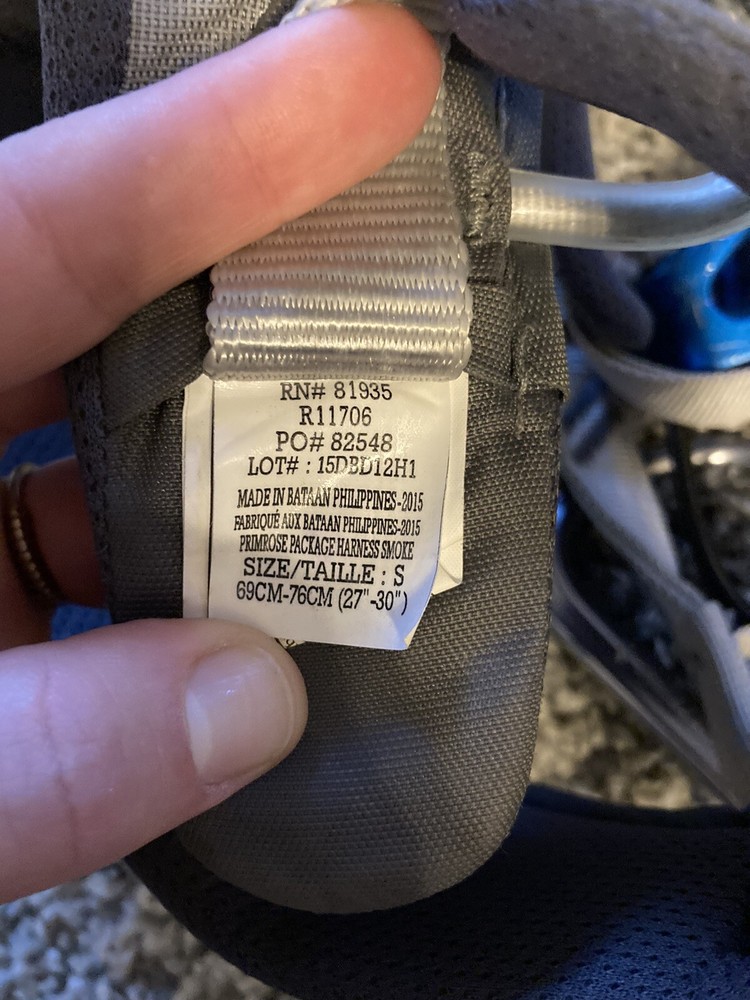 RN# 81935
R11706
PO# 82548
LOT# : 15DBD12H1
MADE IN BATAAN PHILIPPINES-2015
FABRIQUÉ AUX BATAAN PHILIPPINES-2015
PRIMROSE PACKAGE HARNESS SMOKE
SIZE/TAILLE : S
69CM-76CM (27"-30")